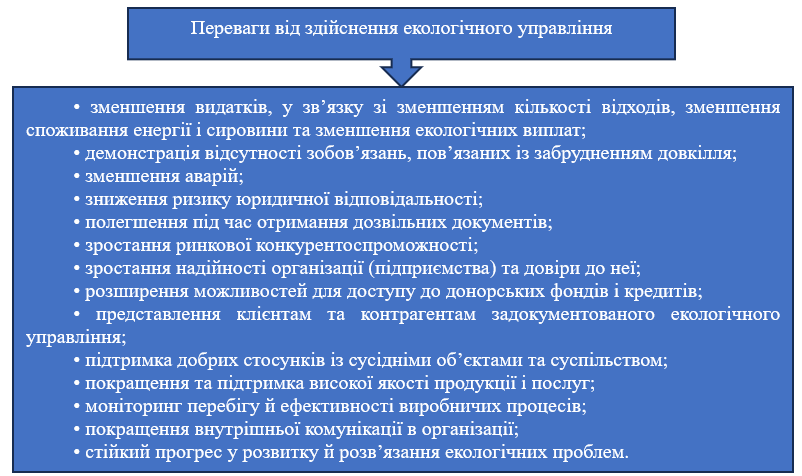 Переваги від здійснення екологічного управління
• зменшення видатків, у зв’язку зі зменшенням кількості відходів, зменшення
споживання енергії і сировини та зменшення екологічних виплат;
• демонстрація відсутності зобов’язань, пов’язаних із забрудненням довкілля;
• зменшення аварій;
• зниження ризику юридичної відповідальності;
• полегшення під час отримання дозвільних документів;
• зростання ринкової конкурентоспроможності;
• зростання надійності організації (підприємства) та довіри до неї;
• розширення можливостей для доступу до донорських фондів і кредитів;
• представлення клієнтам та контрагентам задокументованого екологічного
управління;
• підтримка добрих стосунків із сусідніми об’єктами та суспільством;
• покращення та підтримка високої якості продукції і послуг;
• моніторинг перебігу й ефективності виробничих процесів;
• покращення внутрішньої комунікації в організації;
• стійкий прогрес у розвитку й розв’язання екологічних проблем.